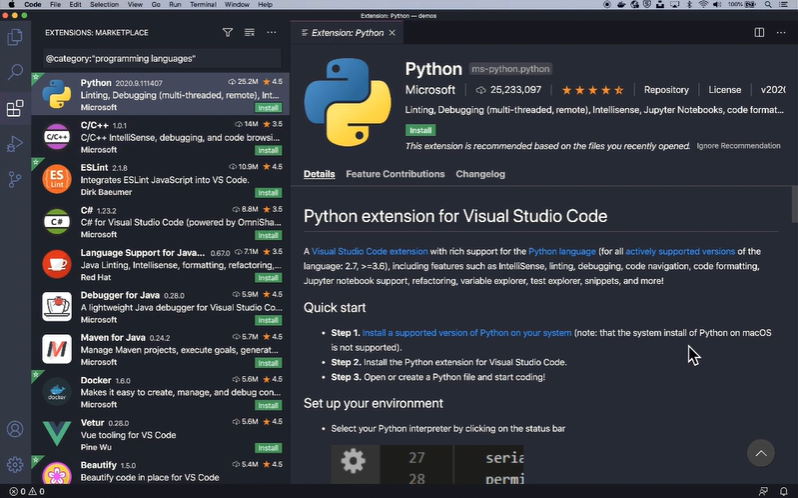 Code File Edit Selection View Go Run Terminal Window Help
100%
Extension: Python — demos
EXTENSIONS: MARKETPLACE
@category:"programming languages"
Python 2020.9.111407 25.2M 4.5
Linting, Debugging (multi-threaded, remote), Int...
Microsoft Install
C/C++ 1.0.1 14M 3.5
C/C++ IntelliSense, debugging, and code browsi...
Microsoft Install
ESLint 2.1.8 10.9M 4.5
Integrates ESLint JavaScript into VS Code.
Dirk Baeumer Install
C# 1.23.2 8.8M 3.5
C# for Visual Studio Code (powered by OmniSha...
Microsoft Install
Language Support for Java... 0.67.0 7.1M 3.5
Java Linting, Intellisense, formatting, refactoring,...
Red Hat Install
Debugger for Java 0.28.0 5.9M 4.5
A lightweight Java debugger for Visual Studio Co...
Microsoft Install
Maven for Java 0.24.2 5.7M 4.5
Manage Maven projects, execute goals, generat...
Microsoft Install
Docker 1.6.0 5.6M 4.5
Makes it easy to create, manage, and debug con...
Microsoft Install
Vetur 0.28.0 5.6M 4.5
Vue tooling for VS Code
Pine Wu Install
Beautify 1.5.0 5.4M 4.5
Beautify code in place for VS Code
0 0
Extension: Python
Python ms-python.python
Microsoft 25,233,097 Repository License v2020
Linting, Debugging (multi-threaded, remote), Intellisense, Jupyter Notebooks, code format...
Install
This extension is recommended based on the files you recently opened. Ignore Recommendation
Details Feature Contributions Changelog
Python extension for Visual Studio Code
A Visual Studio Code extension with rich support for the Python language (for all actively supported versions of the
language: 2.7, >=3.6), including features such as IntelliSense, linting, debugging, code navigation, code formatting,
Jupyter notebook support, refactoring, variable explorer, test explorer, snippets, and more!
Quick start
• Step 1. Install a supported version of Python on your system (note: that the system install of Python on macOS
is not supported).
• Step 2. Install the Python extension for Visual Studio Code.
• Step 3. Open or create a Python file and start coding!
Set up your environment
• Select your Python interpreter by clicking on the status bar
27 seria
28 permi